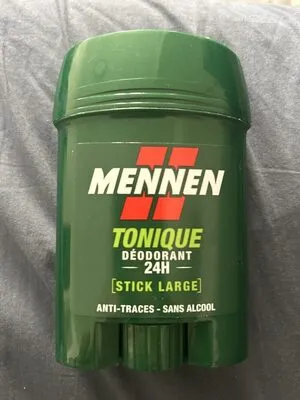 MENNEN
TONIQUE
DÉODORANT
24H
[STICK LARGE]
ANTI-TRACES - SANS ALCOOL